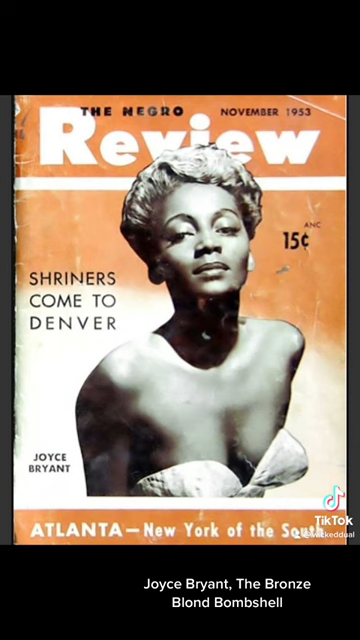 THE NEGRO
NOVEMBER 1953
Review
ANC
15¢
SHRINERS
COME TO
DENVER
JOYCE
BRYANT
ATLANTA—New York of the South
TikTok
Joyce Bryant, The Bronze
Blond Bombshell